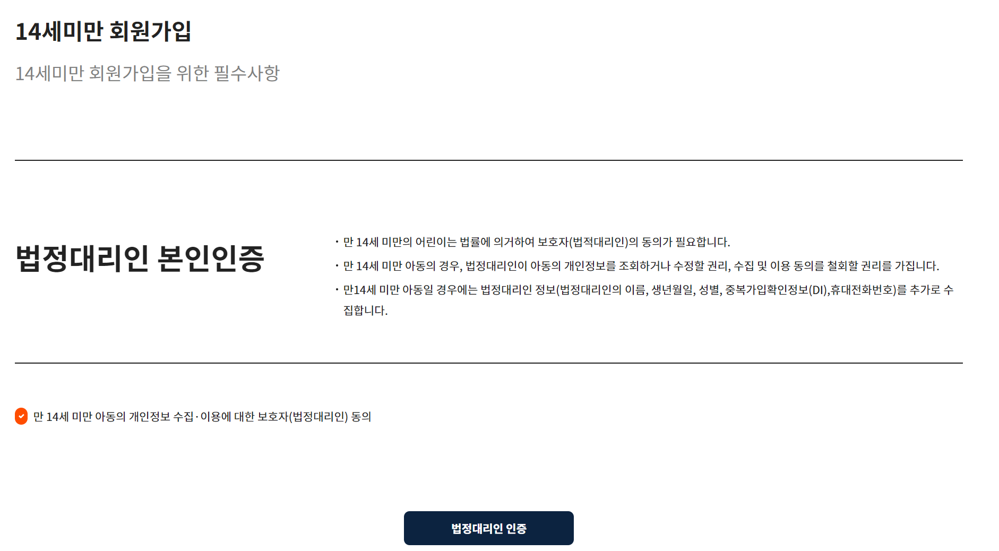 14세미만 회원가입
14세미만 회원가입을 위한 필수사항
법정대리인 본인인증
· 만 14세 미만의 어린이는 법률에 의거하여 보호자(법적대리인)의 동의가 필요합니다.
· 만 14세 미만 아동의 경우, 법정대리인이 아동의 개인정보를 조회하거나 수정할 권리, 수집 및 이용 동의를 철회할 권리를 가집니다.
· 만14세 미만 아동일 경우에는 법정대리인 정보(법정대리인의 이름, 생년월일, 성별, 중복가입확인정보(DI),휴대전화번호)를 추가로 수
집합니다.
만 14세 미만 아동의 개인정보 수집·이용에 대한 보호자(법정대리인) 동의
법정대리인 인증